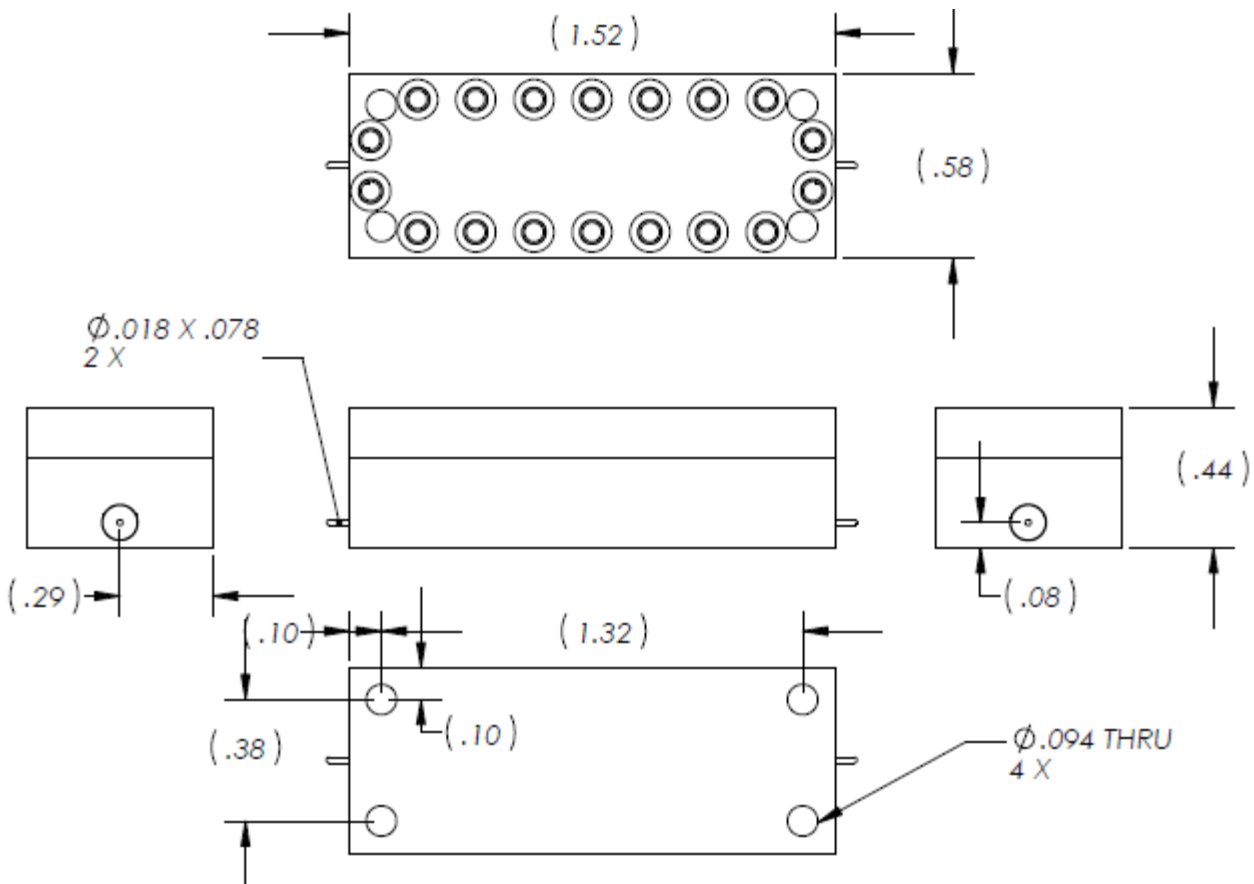 ( 1.52 )
( .58 )
Ø.018 X .078
2 X
( .44 )
( .29 )
( .08 )
( .10 )
( 1.32 )
( .38 )
( .10 )
Ø.094 THRU
4 X